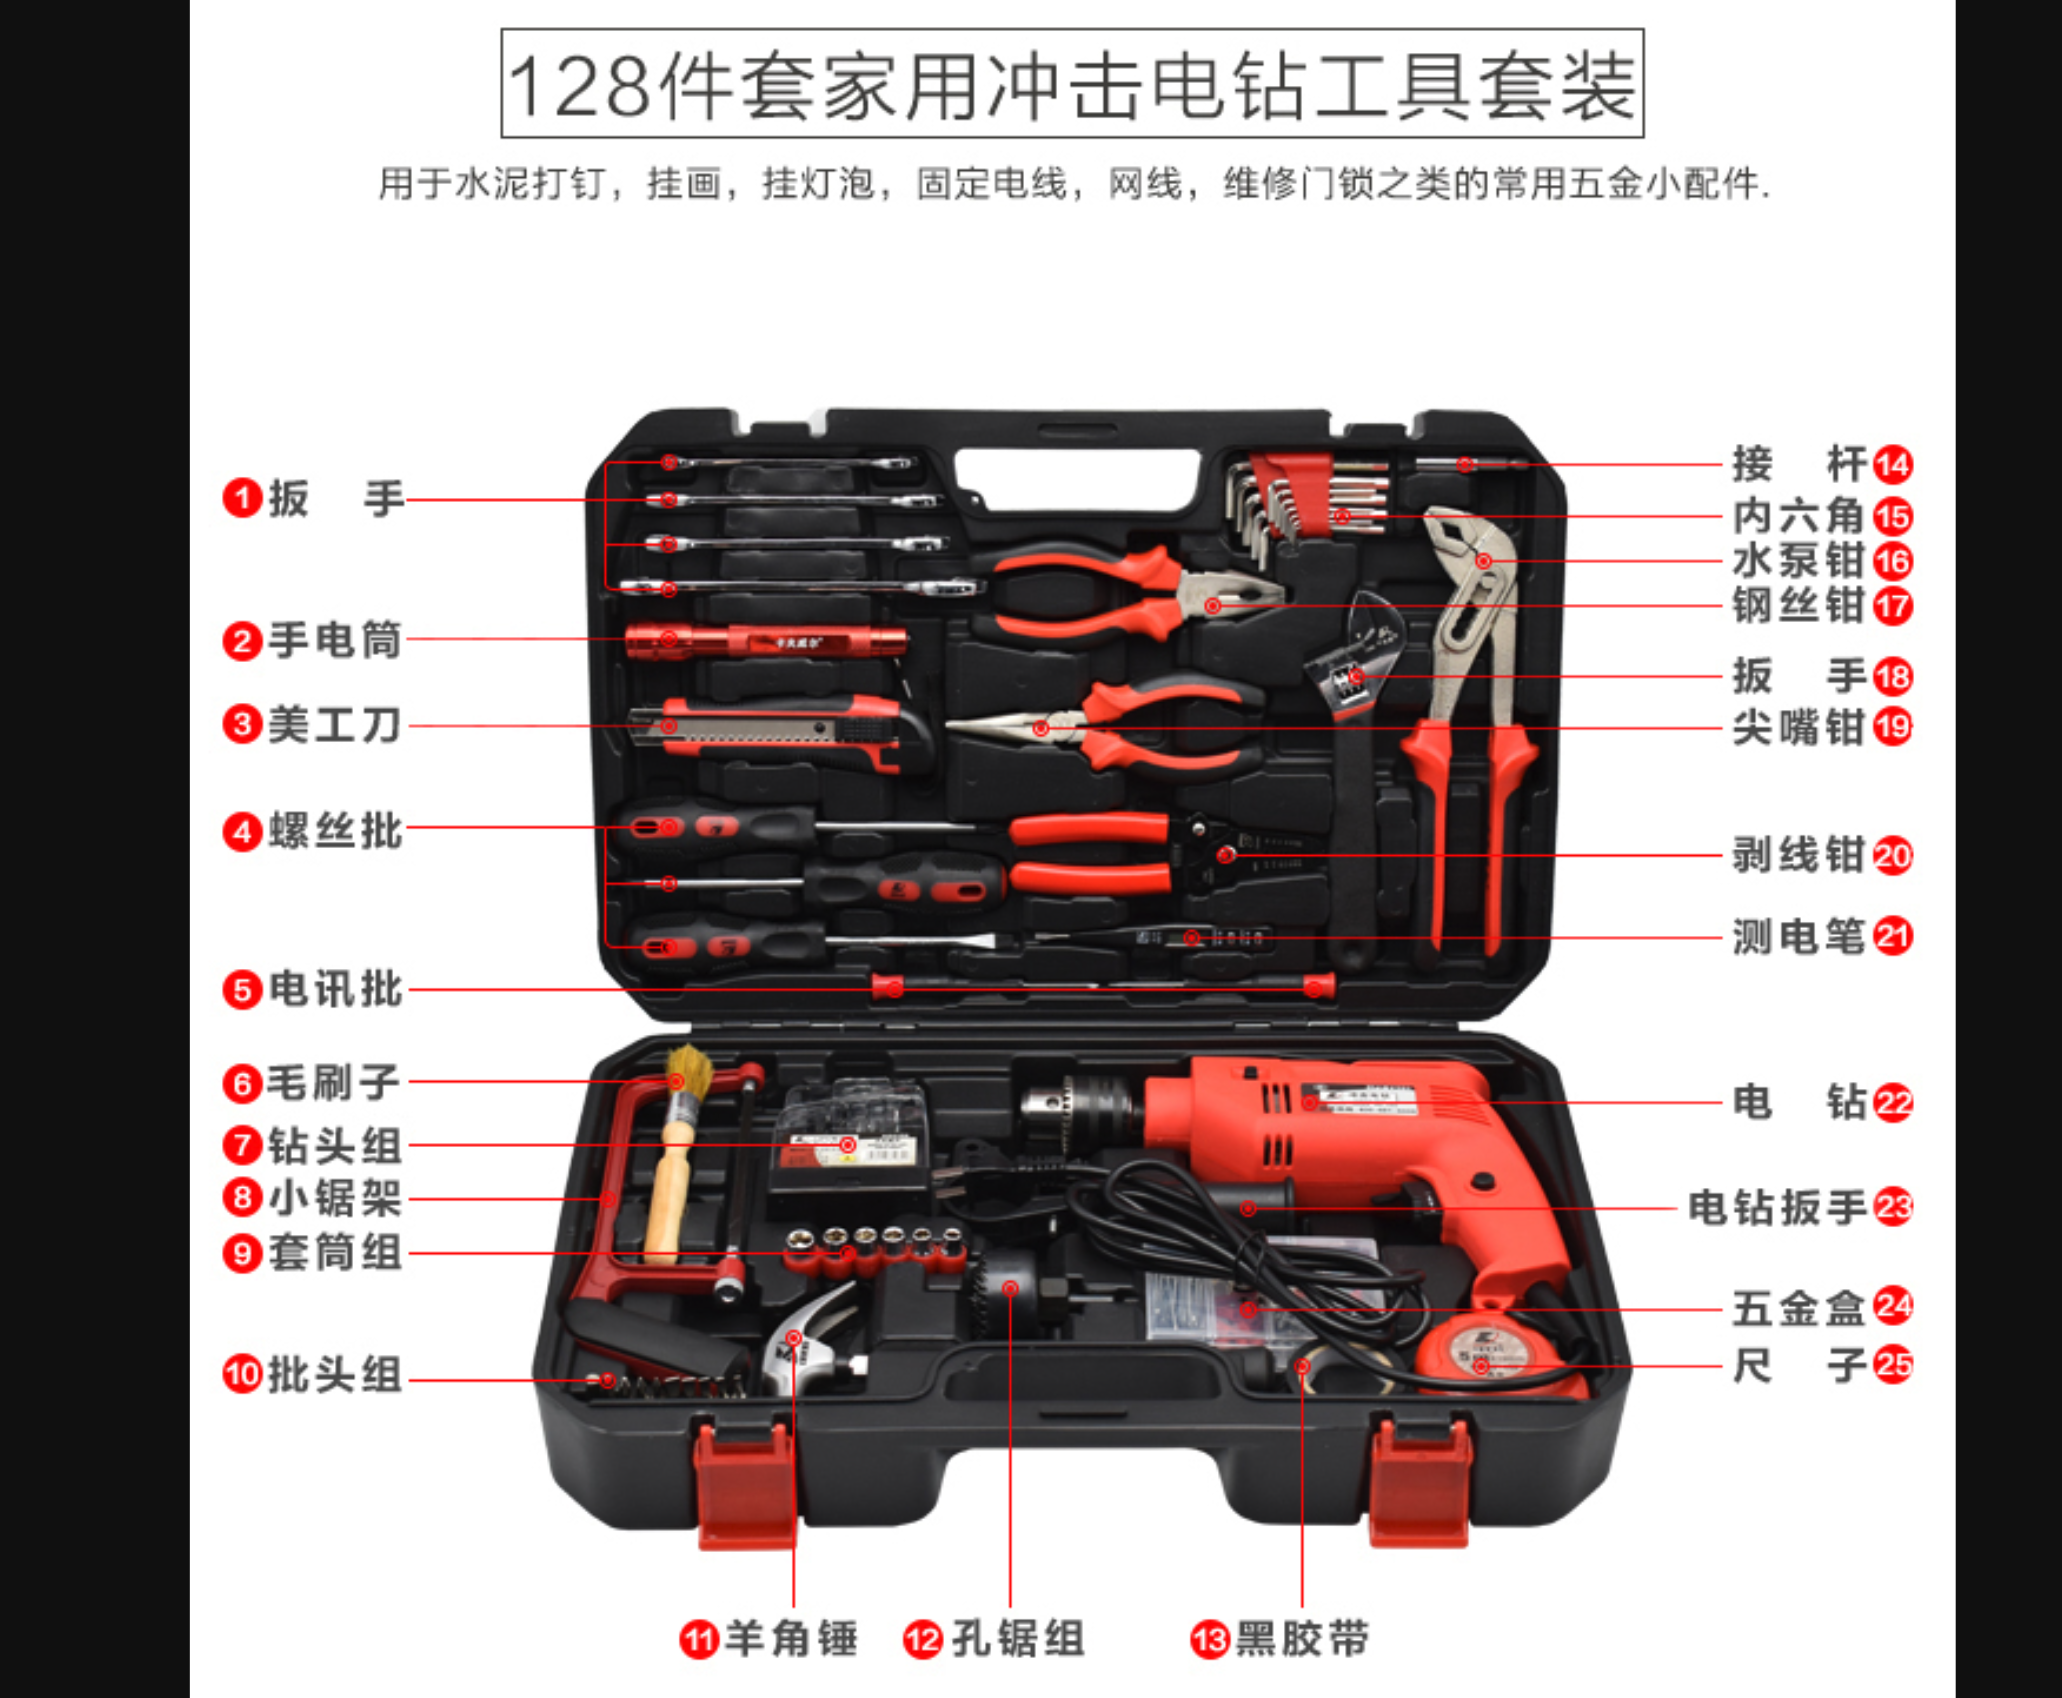 128件套家用冲击电钻工具套装
用于水泥打钉，挂画，挂灯泡，固定电线，网线，维修门锁之类的常用五金小配件.
1 扳 手
2 手电筒
3 美工刀
4 螺丝批
5 电讯批
6 毛刷子
7 钻头组
8 小锯架
9 套筒组
10 批头组
11 羊角锤
12 孔锯组
13 黑胶带
接 杆 14
内六角 15
水泵钳 16
钢丝钳 17
扳 手 18
尖嘴钳 19
剥线钳 20
测电笔 21
电 钻 22
电钻扳手 23
五金盒 24
尺 子 25